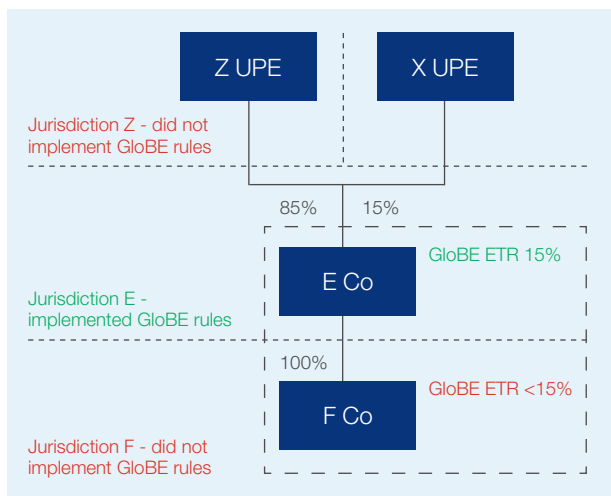 Z UPE
X UPE
Jurisdiction Z - did not
implement GloBE rules
85%
15%
E Co
GloBE ETR 15%
Jurisdiction E -
implemented GloBE rules
100%
F Co
GloBE ETR <15%
Jurisdiction F - did not
implement GloBE rules